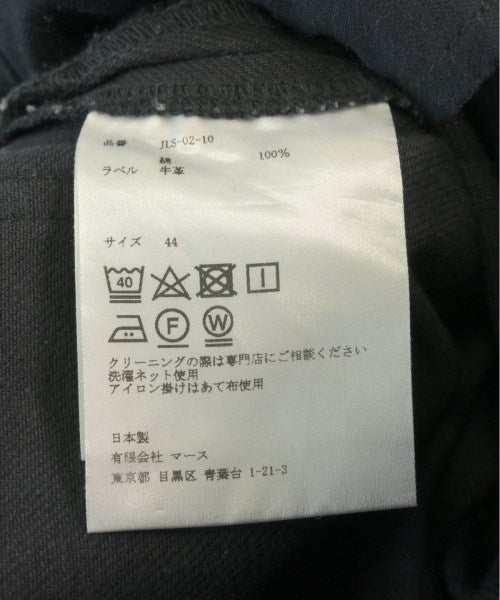 品番 JLS-02-10
綿 100%
ラベル 牛革
サイズ 44
40
F W
クリーニングの際は専門店にご相談ください
洗濯ネット使用
アイロン掛けはあて布使用
日本製
有限会社 マース
東京都 目黒区 青葉台 1-21-3